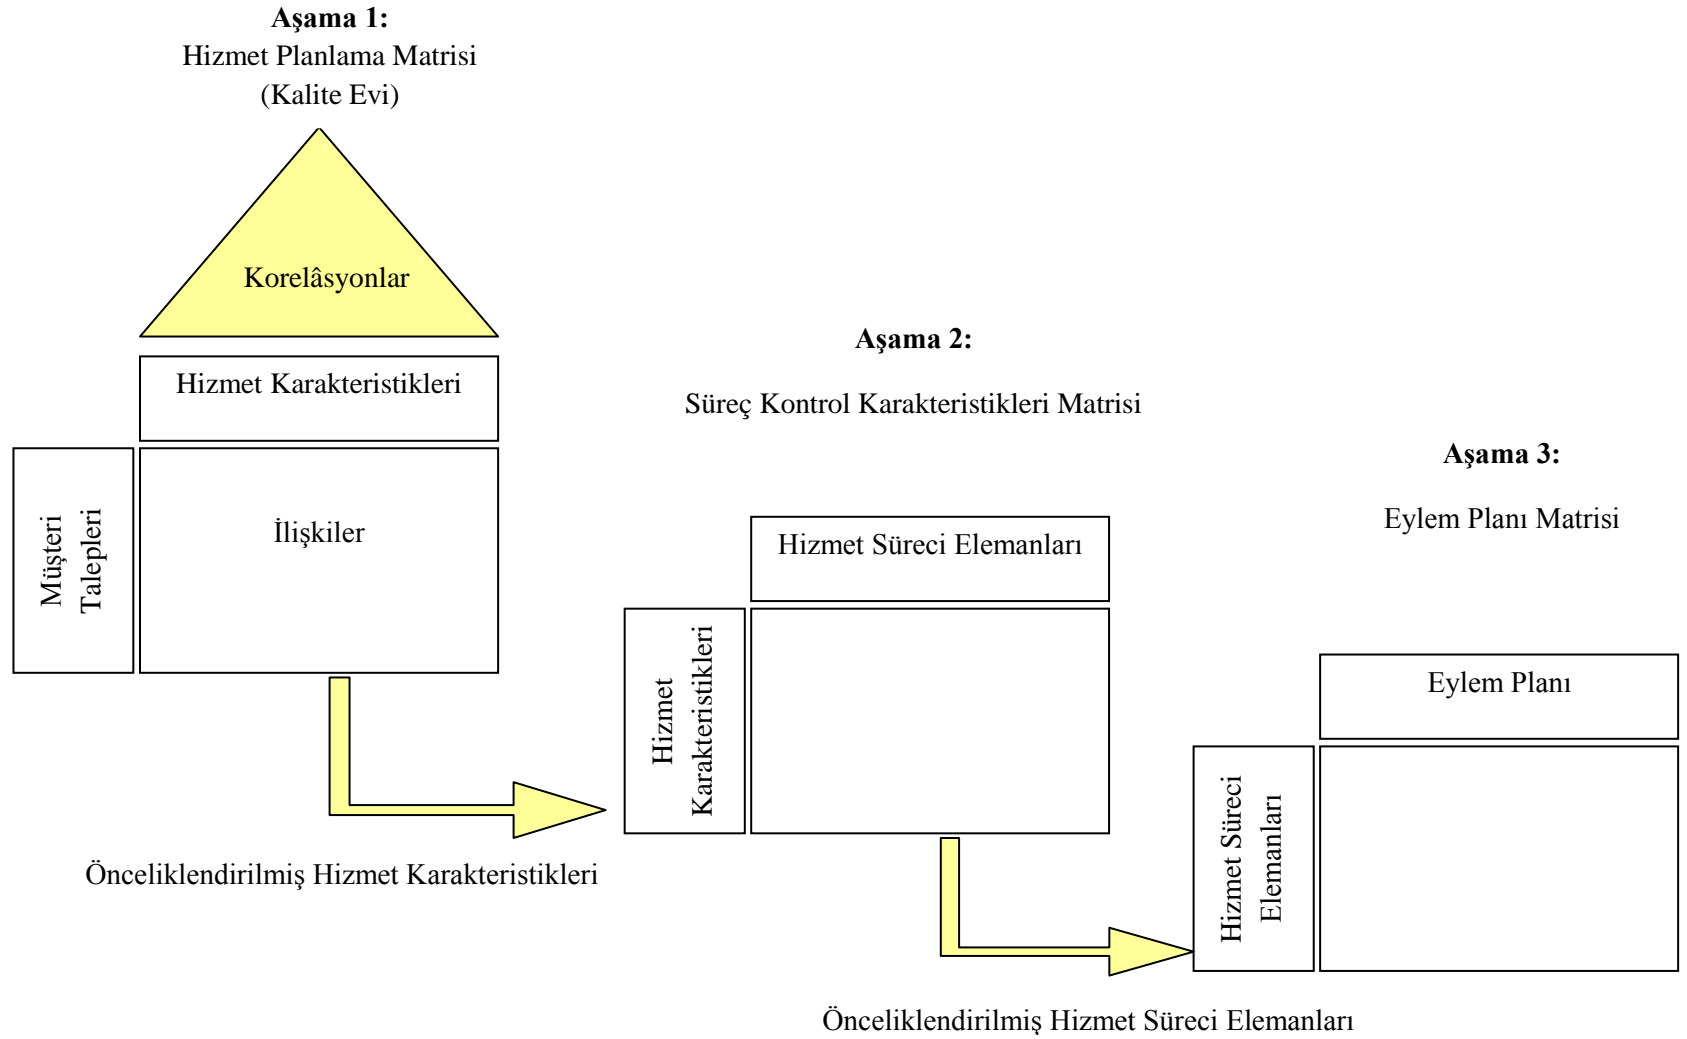 Aşama 1:
Hizmet Planlama Matrisi
(Kalite Evi)
Korelâsyonlar
Hizmet Karakteristikleri
Müşteri
Talepleri
İlişkiler
Önceliklendirilmiş Hizmet Karakteristikleri
Aşama 2:
Süreç Kontrol Karakteristikleri Matrisi
Hizmet Süreci Elemanları
Hizmet
Karakteristikleri
Önceliklendirilmiş Hizmet Süreci Elemanları
Aşama 3:
Eylem Planı Matrisi
Eylem Planı
Hizmet Süreci
Elemanları